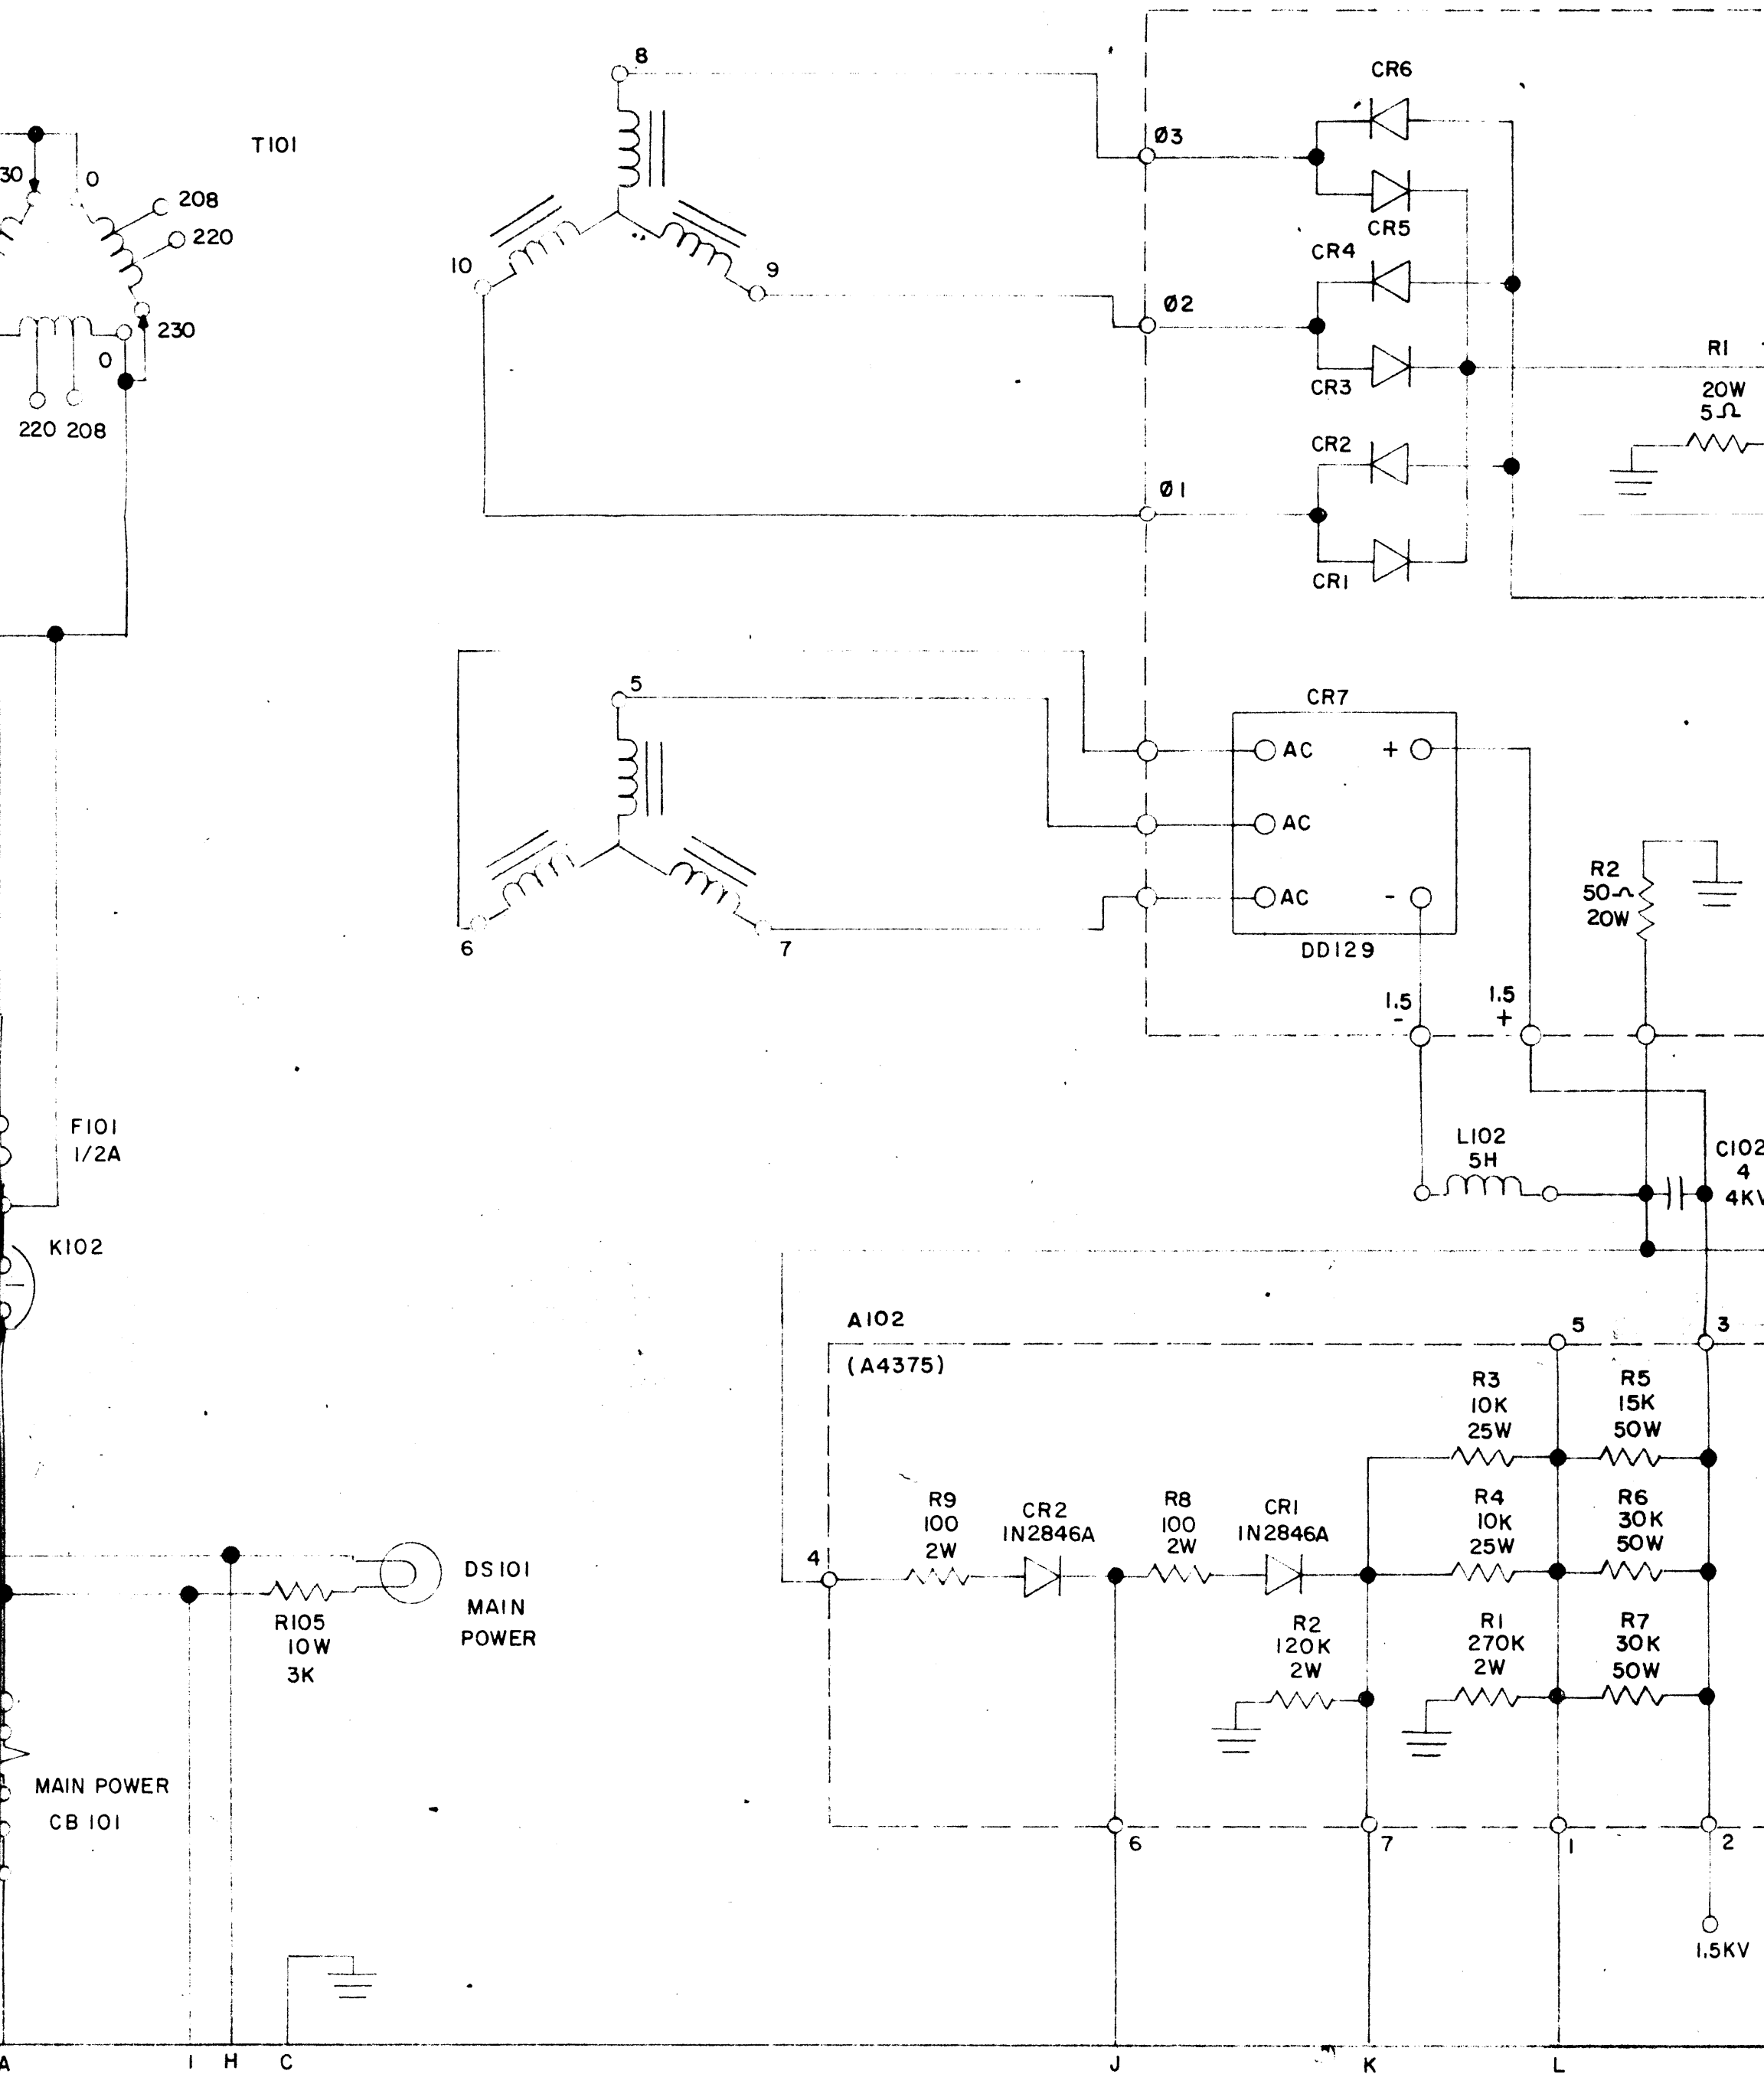 8
CR6
T101
Ø3
30
0
208
220
CR5
CR4
10
9
Ø2
230
0
R1
20W
5Ω
CR3
220 208
CR2
Ø1
CR1
5
CR7
AC +
AC
AC -
R2
50Ω
20W
6
7
DD129
1.5
-
1.5
+
F101
1/2A
L102
5H
C102
4
4KV
K102
A102
5
3
(A4375)
R3
10K
25W
R5
15K
50W
R9
100
2W
CR2
1N2846A
R8
100
2W
CR1
1N2846A
R4
10K
25W
R6
30K
50W
4
DS101
MAIN
POWER
R105
10W
3K
R2
120K
2W
R1
270K
2W
R7
30K
50W
MAIN POWER
CB 101
6
7
1
2
1.5KV
A I H C J K L